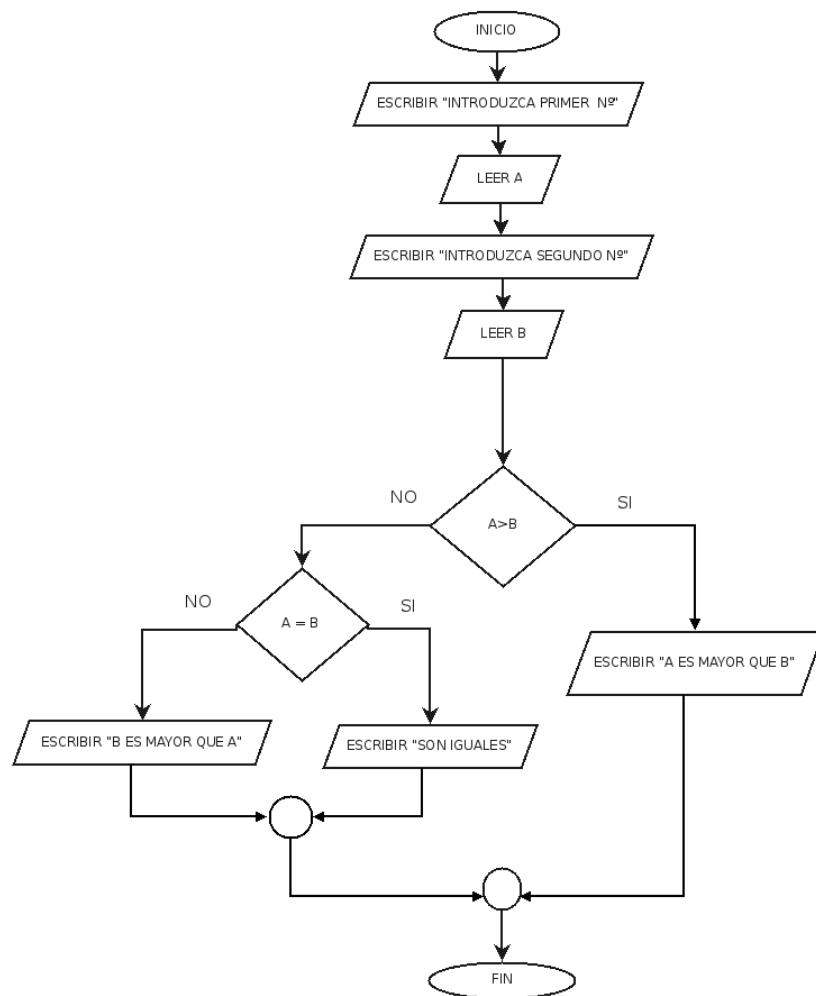 INICIO
ESCRIBIR "INTRODUZCA PRIMER Nº"
LEER A
ESCRIBIR "INTRODUZCA SEGUNDO Nº"
LEER B
NO
SI
A>B
NO
SI
A = B
ESCRIBIR "A ES MAYOR QUE B"
ESCRIBIR "B ES MAYOR QUE A"
ESCRIBIR "SON IGUALES"
FIN